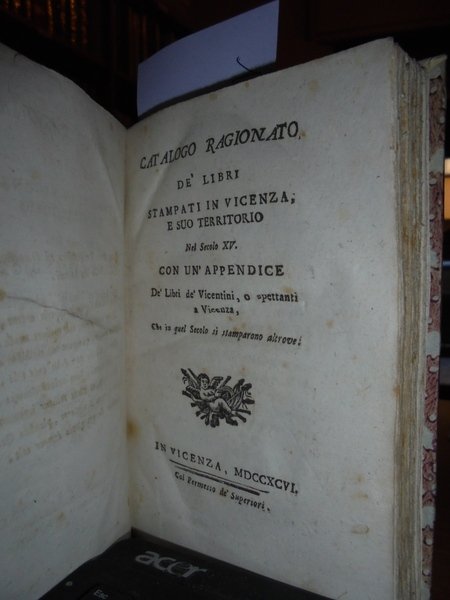 CATALOGO RAGIONATO
DE' LIBRI
STAMPATI IN VICENZA,
E SUO TERRITORIO
Nel Secolo XV.
CON UN' APPENDICE
De' Libri de' Vicentini, o spettanti
a Vicenza,
Che in quel Secolo si stamparono altrove.
IN VICENZA, MDCCXCVI.
Col Permesso de' Superiori.
acer
Esc